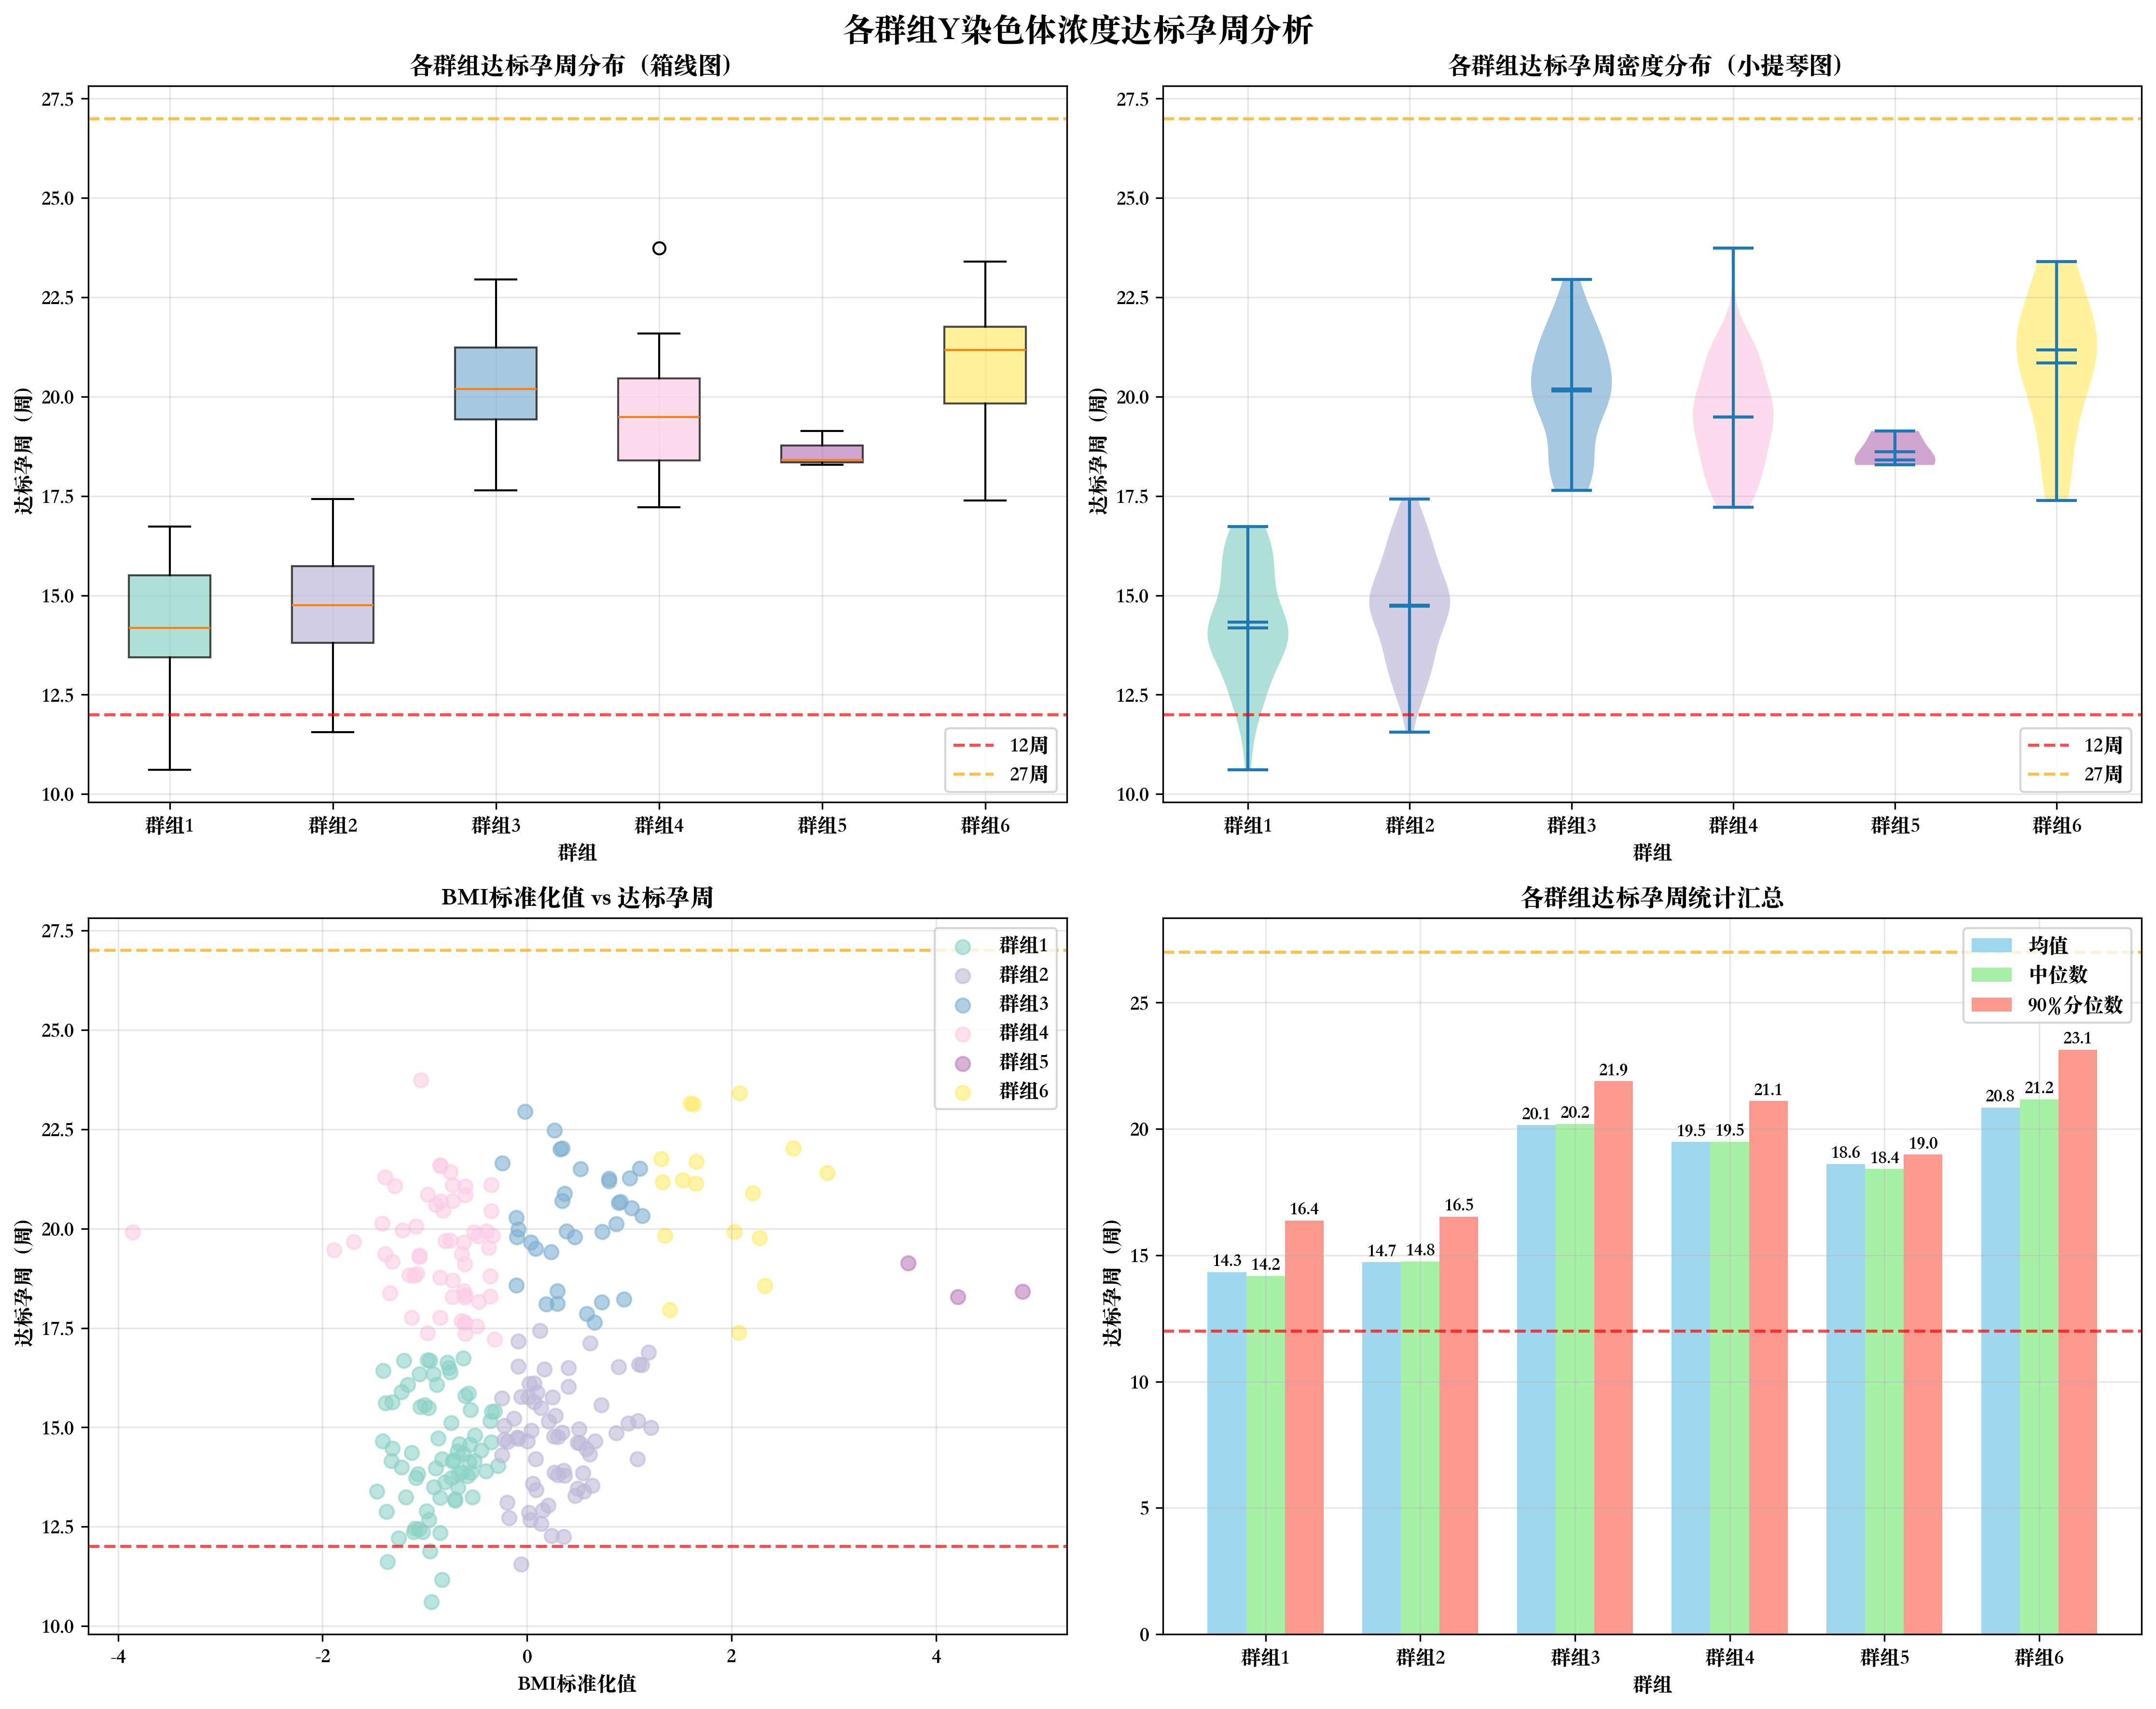 各群组Y染色体浓度达标孕周分析
各群组达标孕周分布（箱线图）
27.5
25.0
22.5
20.0
17.5
15.0
12.5
10.0
达标孕周（周）
群组1 群组2 群组3 群组4 群组5 群组6
群组
12周
27周
各群组达标孕周密度分布（小提琴图）
27.5
25.0
22.5
20.0
17.5
15.0
12.5
10.0
达标孕周（周）
群组1 群组2 群组3 群组4 群组5 群组6
群组
12周
27周
BMI标准化值 vs 达标孕周
27.5
25.0
22.5
20.0
17.5
15.0
12.5
10.0
达标孕周（周）
-4 -2 0 2 4
BMI标准化值
群组1
群组2
群组3
群组4
群组5
群组6
各群组达标孕周统计汇总
25
20
15
10
5
0
达标孕周（周）
14.3 14.2 16.4
14.7 14.8 16.5
20.1 20.2 21.9
19.5 19.5 21.1
18.6 18.4 19.0
20.8 21.2 23.1
群组1 群组2 群组3 群组4 群组5 群组6
群组
均值
中位数
90%分位数